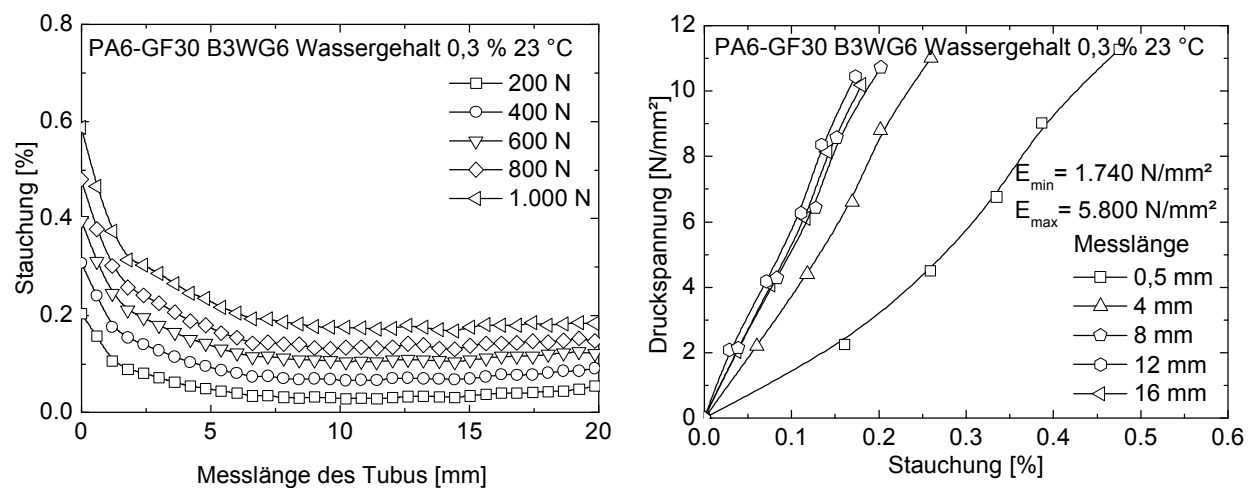 PA6-GF30 B3WG6 Wassergehalt 0,3 % 23 °C
200 N
400 N
600 N
800 N
1.000 N
Stauchung [%]
0.8
0.6
0.4
0.2
0.0
0
5
10
15
20
Messlänge des Tubus [mm]
PA6-GF30 B3WG6 Wassergehalt 0,3 % 23 °C
Druckspannung [N/mm²]
12
10
8
6
4
2
0
Emin= 1.740 N/mm²
Emax= 5.800 N/mm²
Messlänge
0,5 mm
4 mm
8 mm
12 mm
16 mm
0.0
0.1
0.2
0.3
0.4
0.5
0.6
Stauchung [%]